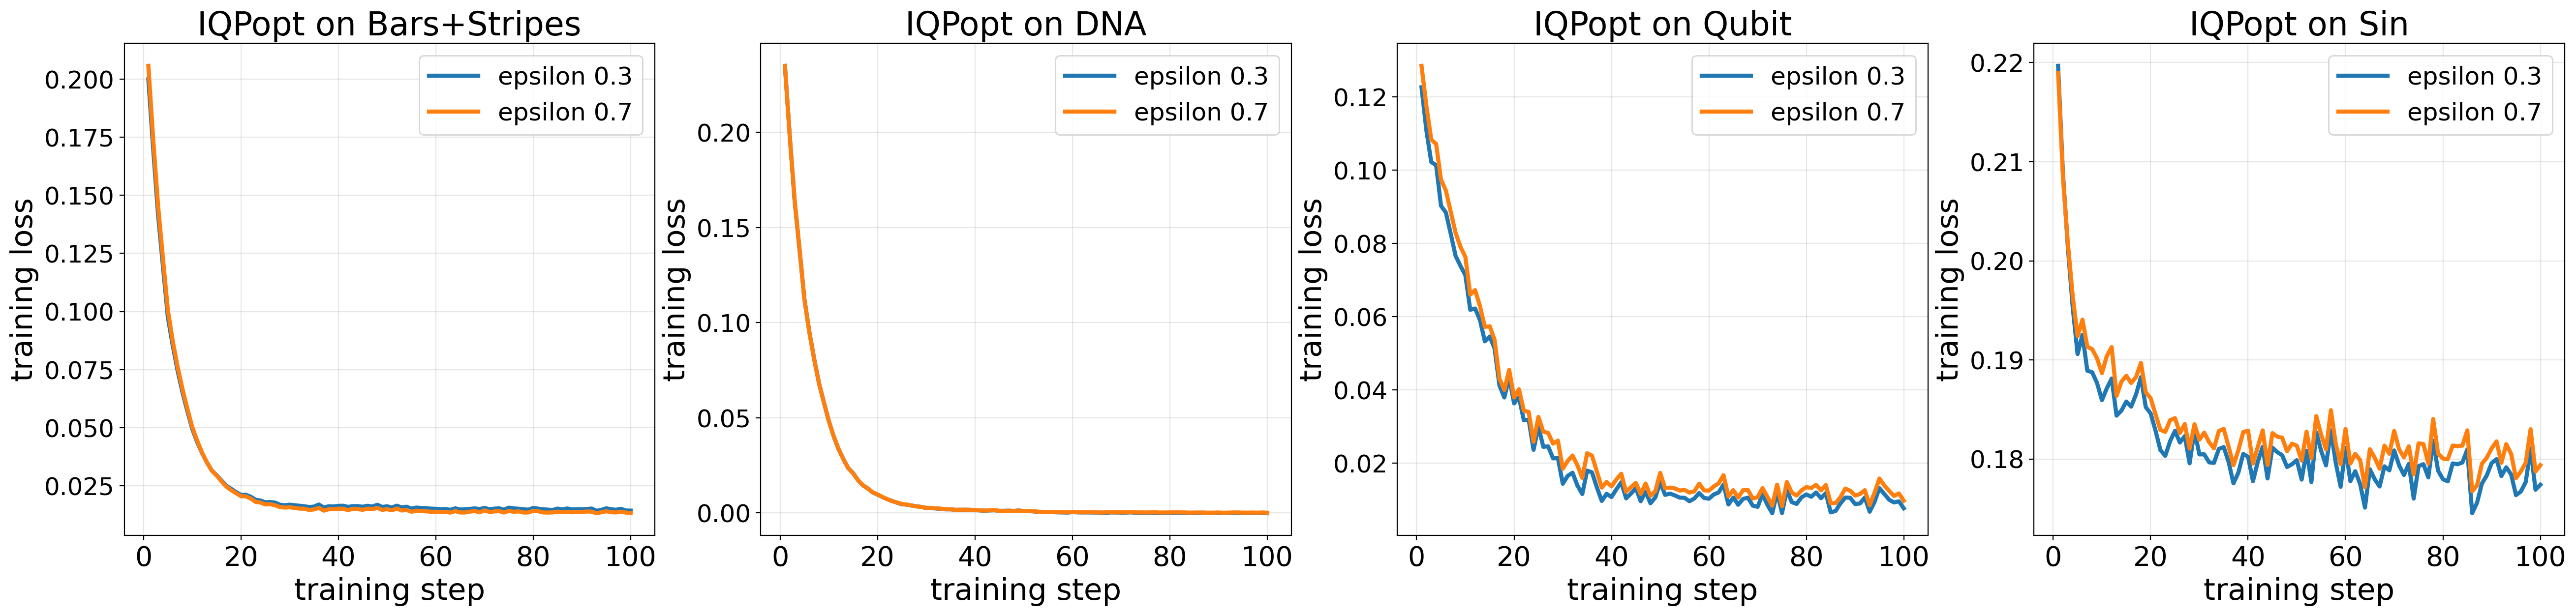 IQPopt on Bars+Stripes
training loss
0.200
0.175
0.150
0.125
0.100
0.075
0.050
0.025
epsilon 0.3
epsilon 0.7
0 20 40 60 80 100
training step
IQPopt on DNA
training loss
0.20
0.15
0.10
0.05
0.00
epsilon 0.3
epsilon 0.7
0 20 40 60 80 100
training step
IQPopt on Qubit
training loss
0.12
0.10
0.08
0.06
0.04
0.02
epsilon 0.3
epsilon 0.7
0 20 40 60 80 100
training step
IQPopt on Sin
training loss
0.22
0.21
0.20
0.19
0.18
epsilon 0.3
epsilon 0.7
0 20 40 60 80 100
training step